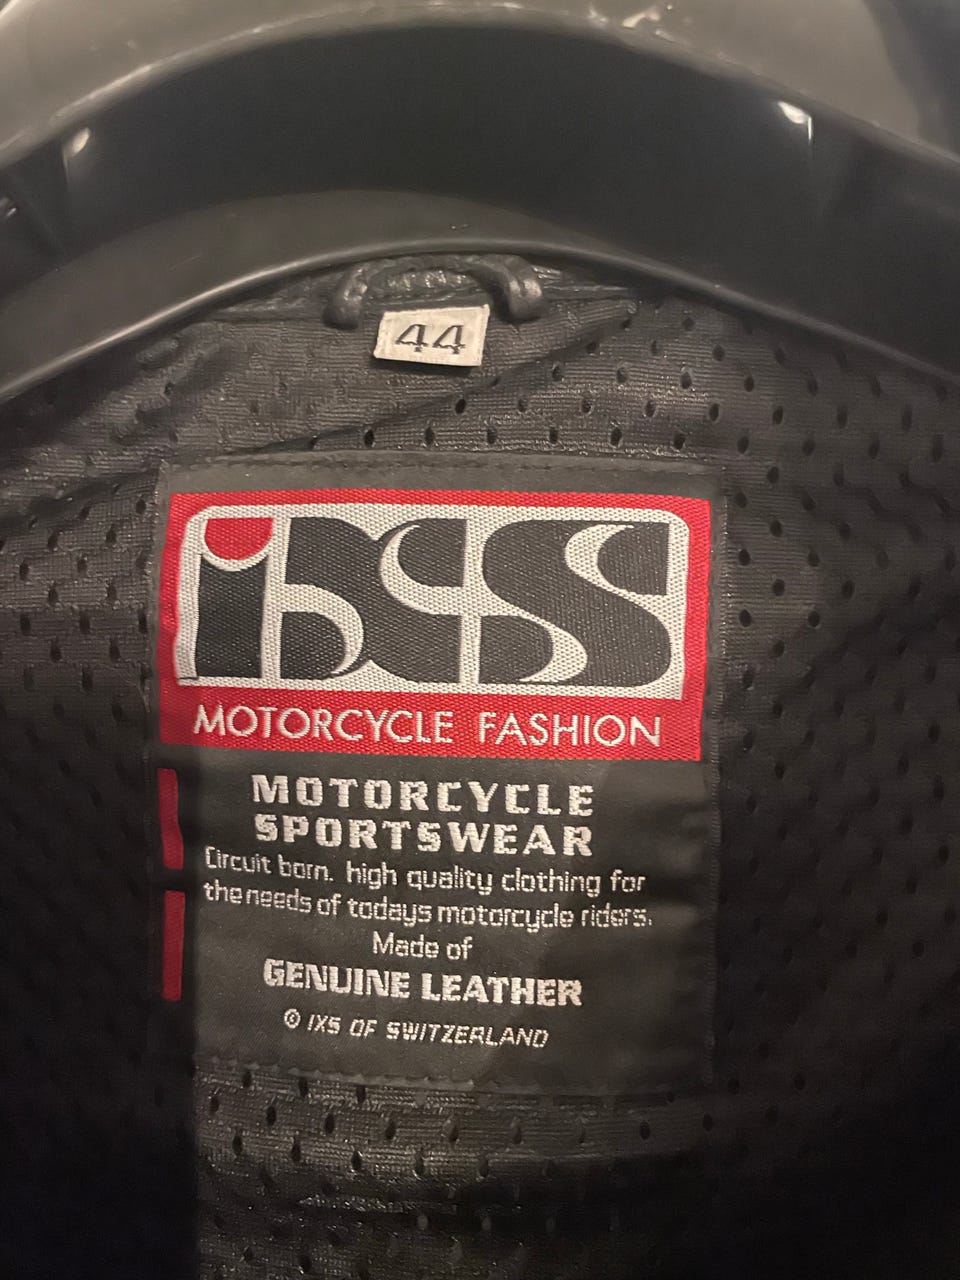 44
iXS
MOTORCYCLE FASHION
MOTORCYCLE
SPORTSWEAR
Circuit born. high quality clothing for
the needs of todays motorcycle riders.
Made of
GENUINE LEATHER
© IXS OF SWITZERLAND